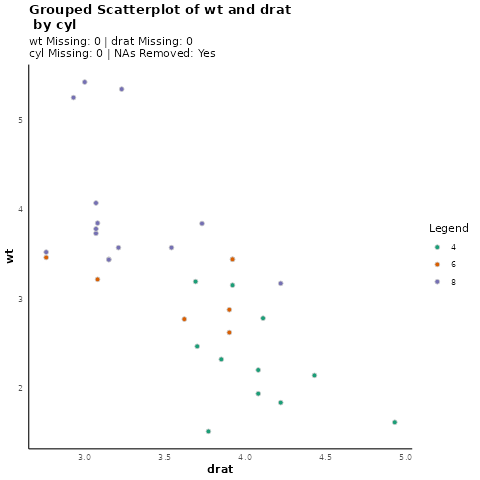 Grouped Scatterplot of wt and drat
by cyl
wt Missing: 0 | drat Missing: 0
cyl Missing: 0 | NAs Removed: Yes
5
4
3
2
wt
3.0 3.5 4.0 4.5 5.0
drat
Legend
4
6
8